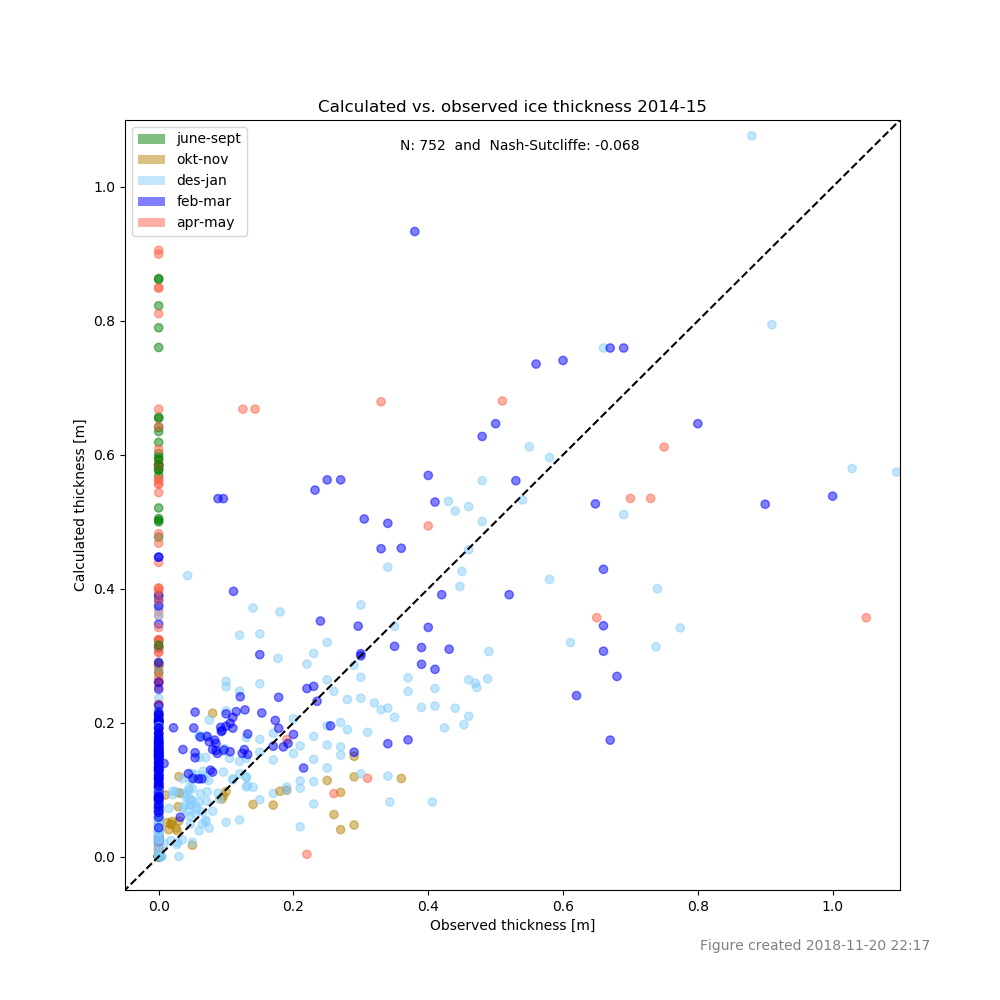 Calculated vs. observed ice thickness 2014-15
N: 752 and Nash-Sutcliffe: -0.068
june-sept
okt-nov
des-jan
feb-mar
apr-may
Calculated thickness [m]
1.0
0.8
0.6
0.4
0.2
0.0
0.0 0.2 0.4 0.6 0.8 1.0
Observed thickness [m]
Figure created 2018-11-20 22:17